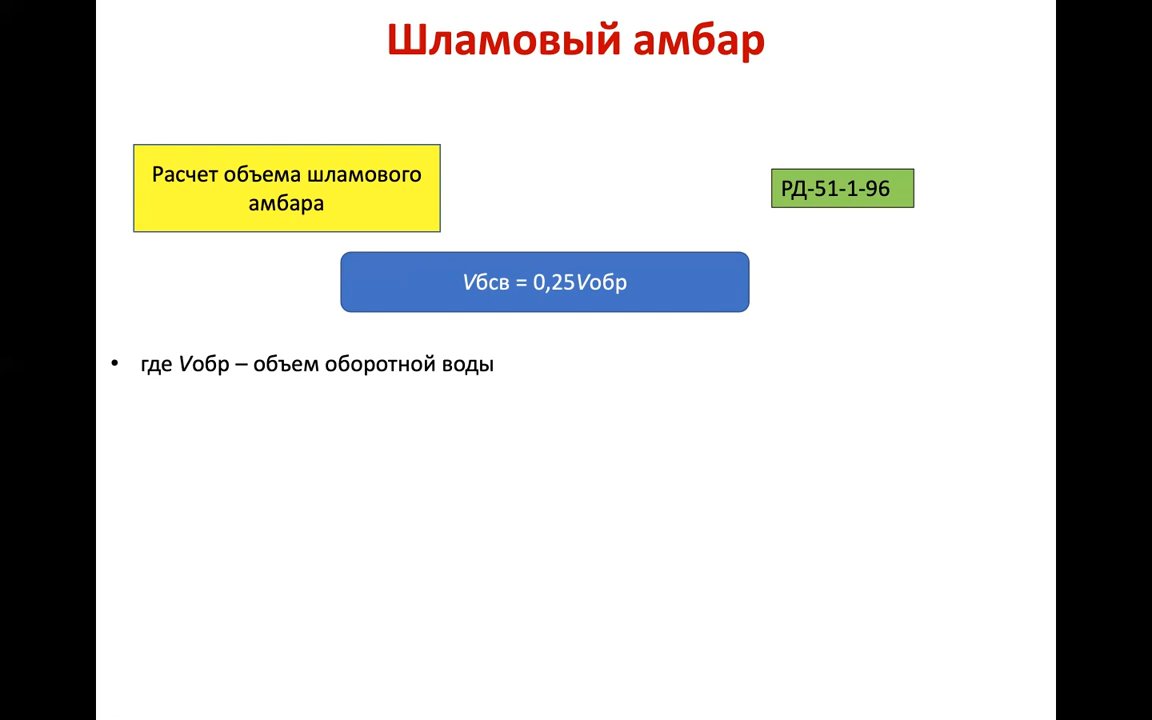 Шламовый амбар
Расчет объема шламового
амбара
РД-51-1-96
Vбсв = 0,25Vобр
• где Vобр – объем оборотной воды